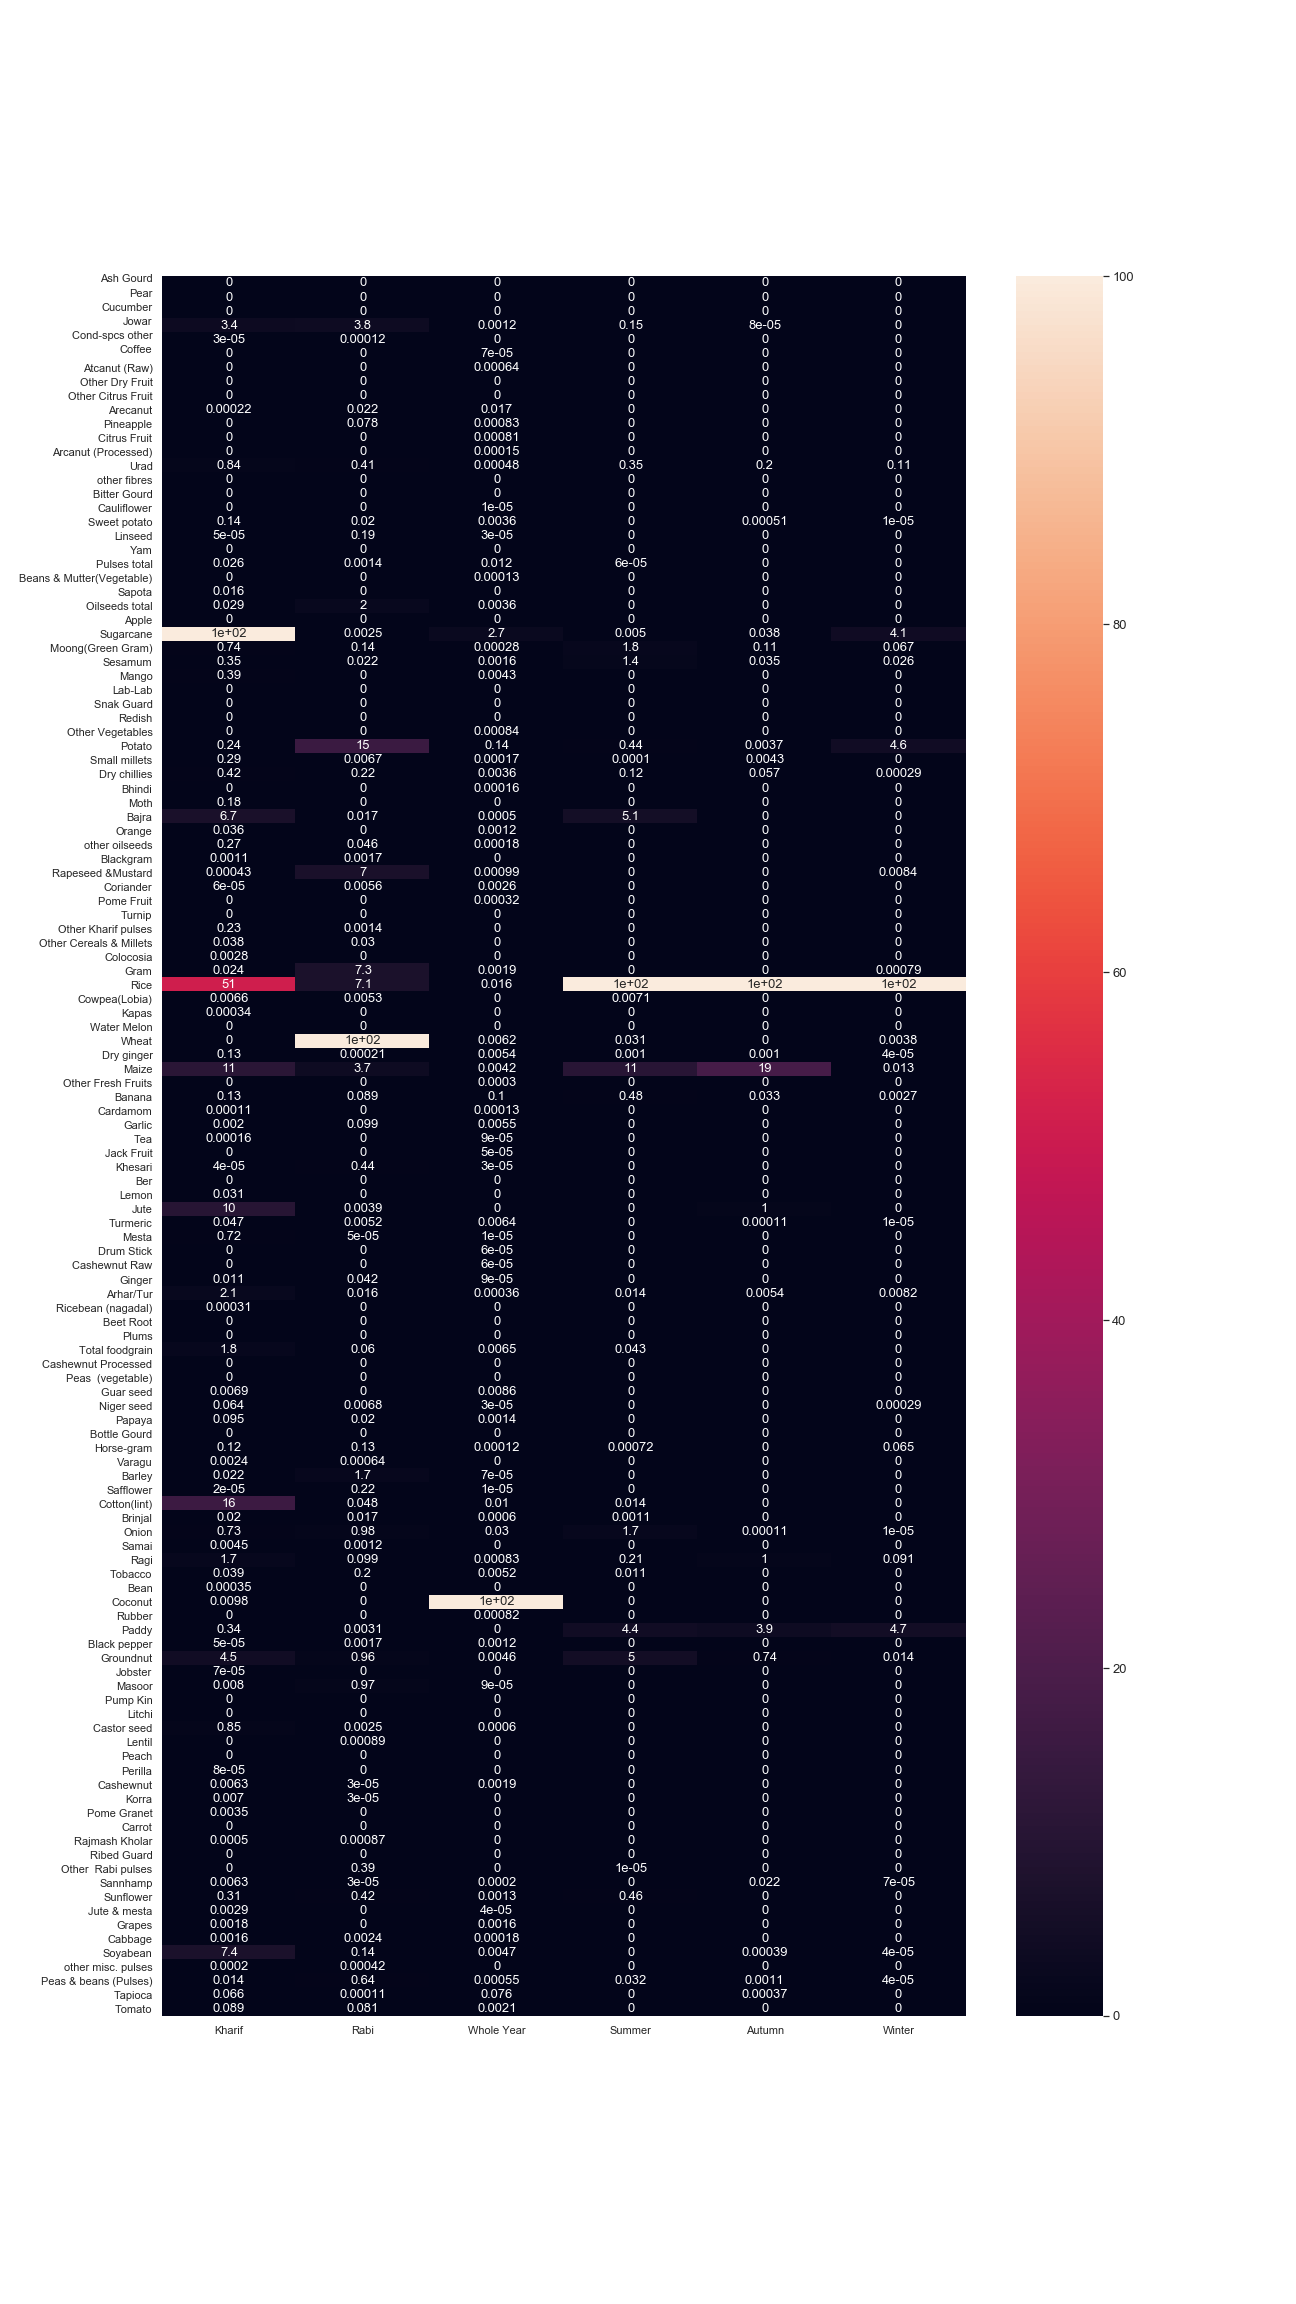 Ash Gourd 0 0 0 0 0 0 100
Pear 0 0 0 0 0 0
Cucumber 0 0 0 0 0 0
Jowar 3.4 3.8 0.0012 0.15 8e-05 0
Cond-spcs other 3e-05 0.00012 0 0 0 0
Coffee 0 0 7e-05 0 0 0
Atcanut (Raw) 0 0 0.00064 0 0 0
Other Dry Fruit 0 0 0 0 0 0
Other Citrus Fruit 0 0 0 0 0 0
Arecanut 0.00022 0.022 0.017 0 0 0
Pineapple 0 0.078 0.00083 0 0 0
Citrus Fruit 0 0 0.00081 0 0 0
Arcanut (Processed) 0 0 0.00015 0 0 0
Urad 0.84 0.41 0.00048 0.35 0.2 0.11
other fibres 0 0 0 0 0 0
Bitter Gourd 0 0 0 0 0 0
Cauliflower 0 0 1e-05 0 0 0
Sweet potato 0.14 0.02 0.0036 0 0.00051 1e-05
Linseed 5e-05 0.19 3e-05 0 0 0
Yam 0 0 0 0 0 0
Pulses total 0.026 0.0014 0.012 6e-05 0 0
Beans & Mutter(Vegetable) 0 0 0.00013 0 0 0
Sapota 0.016 0 0 0 0 0
Oilseeds total 0.029 2 0.0036 0 0 0
Apple 0 0 0 0 0 0
80
Sugarcane 1e+02 0.0025 2.7 0.005 0.038 4.1
Moong(Green Gram) 0.74 0.14 0.00028 1.8 0.11 0.067
Sesamum 0.35 0.022 0.0016 1.4 0.035 0.026
Mango 0.39 0 0.0043 0 0 0
Lab-Lab 0 0 0 0 0 0
Snak Guard 0 0 0 0 0 0
Redish 0 0 0 0 0 0
Other Vegetables 0 0 0.00084 0 0 0
Potato 0.24 15 0.14 0.44 0.0037 4.6
Small millets 0.29 0.0067 0.00017 0.0001 0.0043 0
Dry chillies 0.42 0.22 0.0036 0.12 0.057 0.00029
Bhindi 0 0 0.00016 0 0 0
Moth 0.18 0 0 0 0 0
Bajra 6.7 0.017 0.0005 5.1 0 0
Orange 0.036 0 0.0012 0 0 0
other oilseeds 0.27 0.046 0.00018 0 0 0
Blackgram 0.0011 0.0017 0 0 0 0
Rapeseed &Mustard 0.00043 7 0.00099 0 0 0.0084
Coriander 6e-05 0.0056 0.0026 0 0 0
Pome Fruit 0 0 0.00032 0 0 0
Turnip 0 0 0 0 0 0
Other Kharif pulses 0.23 0.0014 0 0 0 0
Other Cereals & Millets 0.038 0.03 0 0 0 0
Colocosia 0.0028 0 0 0 0 0
Gram 0.024 7.3 0.0019 0 0 0.00079 60
Rice 51 7.1 0.016 1e+02 1e+02 1e+02
Cowpea(Lobia) 0.0066 0.0053 0 0.0071 0 0
Kapas 0.00034 0 0 0 0 0
Water Melon 0 0 0 0 0 0
Wheat 0 1e+02 0.0062 0.031 0 0.0038
Dry ginger 0.13 0.00021 0.0054 0.001 0.001 4e-05
Maize 11 3.7 0.0042 11 19 0.013
Other Fresh Fruits 0 0 0.0003 0 0 0
Banana 0.13 0.089 0.1 0.48 0.033 0.0027
Cardamom 0.00011 0 0.00013 0 0 0
Garlic 0.002 0.099 0.0055 0 0 0
Tea 0.00016 0 9e-05 0 0 0
Jack Fruit 0 0 5e-05 0 0 0
Khesari 4e-05 0.44 3e-05 0 0 0
Ber 0 0 0 0 0 0
Lemon 0.031 0 0 0 0 0
Jute 10 0.0039 0 0 1 0
Turmeric 0.047 0.0052 0.0064 0 0.00011 1e-05
Mesta 0.72 5e-05 1e-05 0 0 0
Drum Stick 0 0 6e-05 0 0 0
Cashewnut Raw 0 0 6e-05 0 0 0
Ginger 0.011 0.042 9e-05 0 0 0
Arhar/Tur 2.1 0.016 0.00036 0.014 0.0054 0.0082
Ricebean (nagadal) 0.00031 0 0 0 0 0
Beet Root 0 0 0 0 0 0 40
Plums 0 0 0 0 0 0
Total foodgrain 1.8 0.06 0.0065 0.043 0 0
Cashewnut Processed 0 0 0 0 0 0
Peas  (vegetable) 0 0 0 0 0 0
Guar seed 0.0069 0 0.0086 0 0 0
Niger seed 0.064 0.0068 3e-05 0 0 0.00029
Papaya 0.095 0.02 0.0014 0 0 0
Bottle Gourd 0 0 0 0 0 0
Horse-gram 0.12 0.13 0.00012 0.00072 0 0.065
Varagu 0.0024 0.00064 0 0 0 0
Barley 0.022 1.7 7e-05 0 0 0
Safflower 2e-05 0.22 1e-05 0 0 0
Cotton(lint) 16 0.048 0.01 0.014 0 0
Brinjal 0.02 0.017 0.0006 0.0011 0 0
Onion 0.73 0.98 0.03 1.7 0.00011 1e-05
Samai 0.0045 0.0012 0 0 0 0
Ragi 1.7 0.099 0.00083 0.21 1 0.091
Tobacco 0.039 0.2 0.0052 0.011 0 0
Bean 0.00035 0 0 0 0 0
Coconut 0.0098 0 1e+02 0 0 0
Rubber 0 0 0.00082 0 0 0
Paddy 0.34 0.0031 0 4.4 3.9 4.7
Black pepper 5e-05 0.0017 0.0012 0 0 0
Groundnut 4.5 0.96 0.0046 5 0.74 0.014
Jobster 7e-05 0 0 0 0 0 20
Masoor 0.008 0.97 9e-05 0 0 0
Pump Kin 0 0 0 0 0 0
Litchi 0 0 0 0 0 0
Castor seed 0.85 0.0025 0.0006 0 0 0
Lentil 0 0.00089 0 0 0 0
Peach 0 0 0 0 0 0
Perilla 8e-05 0 0 0 0 0
Cashewnut 0.0063 3e-05 0.0019 0 0 0
Korra 0.007 3e-05 0 0 0 0
Pome Granet 0.0035 0 0 0 0 0
Carrot 0 0 0 0 0 0
Rajmash Kholar 0.0005 0.00087 0 0 0 0
Ribed Guard 0 0 0 0 0 0
Other  Rabi pulses 0 0.39 0 1e-05 0 0
Sannhamp 0.0063 3e-05 0.0002 0 0.022 7e-05
Sunflower 0.31 0.42 0.0013 0.46 0 0
Jute & mesta 0.0029 0 4e-05 0 0 0
Grapes 0.0018 0 0.0016 0 0 0
Cabbage 0.0016 0.0024 0.00018 0 0 0
Soyabean 7.4 0.14 0.0047 0 0.00039 4e-05
other misc. pulses 0.0002 0.00042 0 0 0 0
Peas & beans (Pulses) 0.014 0.64 0.00055 0.032 0.0011 4e-05
Tapioca 0.066 0.00011 0.076 0 0.00037 0
Tomato 0.089 0.081 0.0021 0 0 0 0
Kharif Rabi Whole Year Summer Autumn Winter